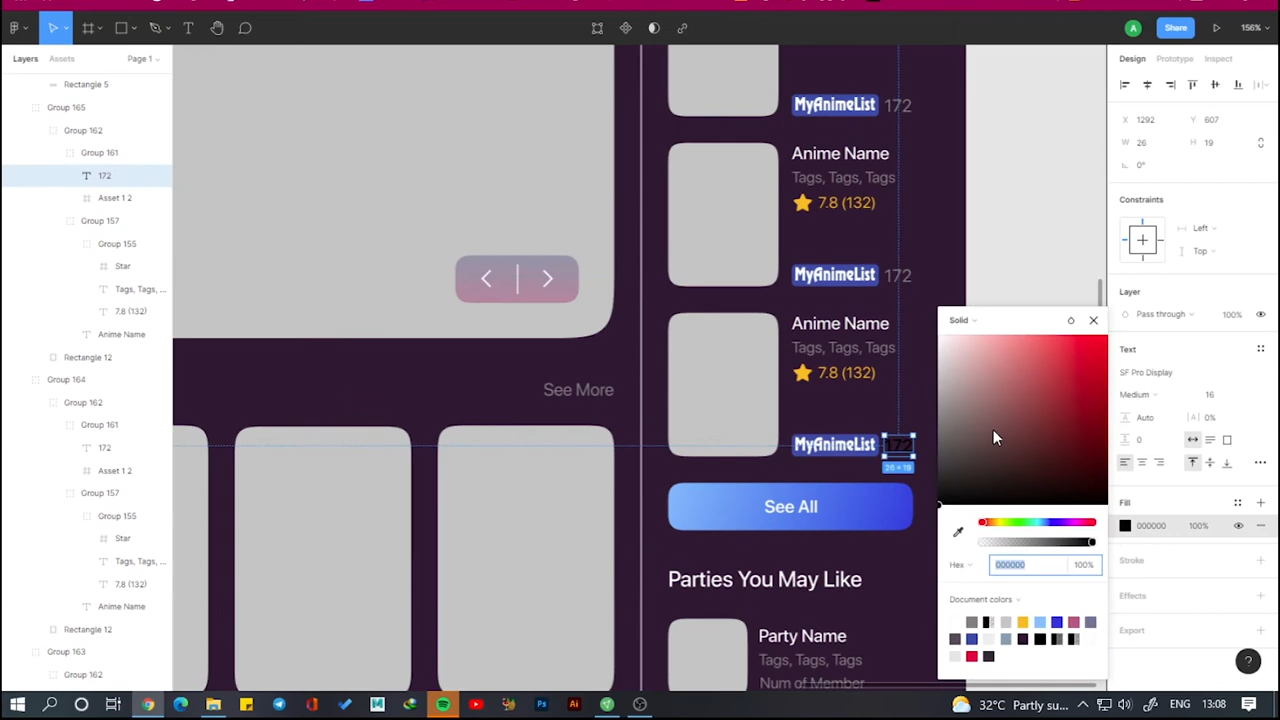 Share
156%
Layers
Assets
Page 1
Design
Prototype
Inspect
Rectangle 5
Group 165
Group 162
Group 161
172
Asset 1 2
Group 157
Group 155
Star
Tags, Tags, ...
7.8 (132)
Anime Name
Rectangle 12
Group 164
Group 162
Group 161
172
Asset 1 2
Group 157
Group 155
Star
Tags, Tags, ...
7.8 (132)
Anime Name
Rectangle 12
Group 163
Group 162
See More
MyAnimeList 172
Anime Name
Tags, Tags, Tags
7.8 (132)
MyAnimeList 172
Anime Name
Tags, Tags, Tags
7.8 (132)
MyAnimeList 172
26 × 19
See All
Parties You May Like
Party Name
Tags, Tags, Tags
Num of Member
Solid
Hex 000000 100%
Document colors
X 1292 Y 607
W 26 H 19
0°
Constraints
Left
Top
Layer
Pass through 100%
Text
SF Pro Display
Medium 16
A Auto |A| 0%
0
Fill
000000 100%
Stroke
Effects
Export
?
32°C Partly su...
ENG
13:08